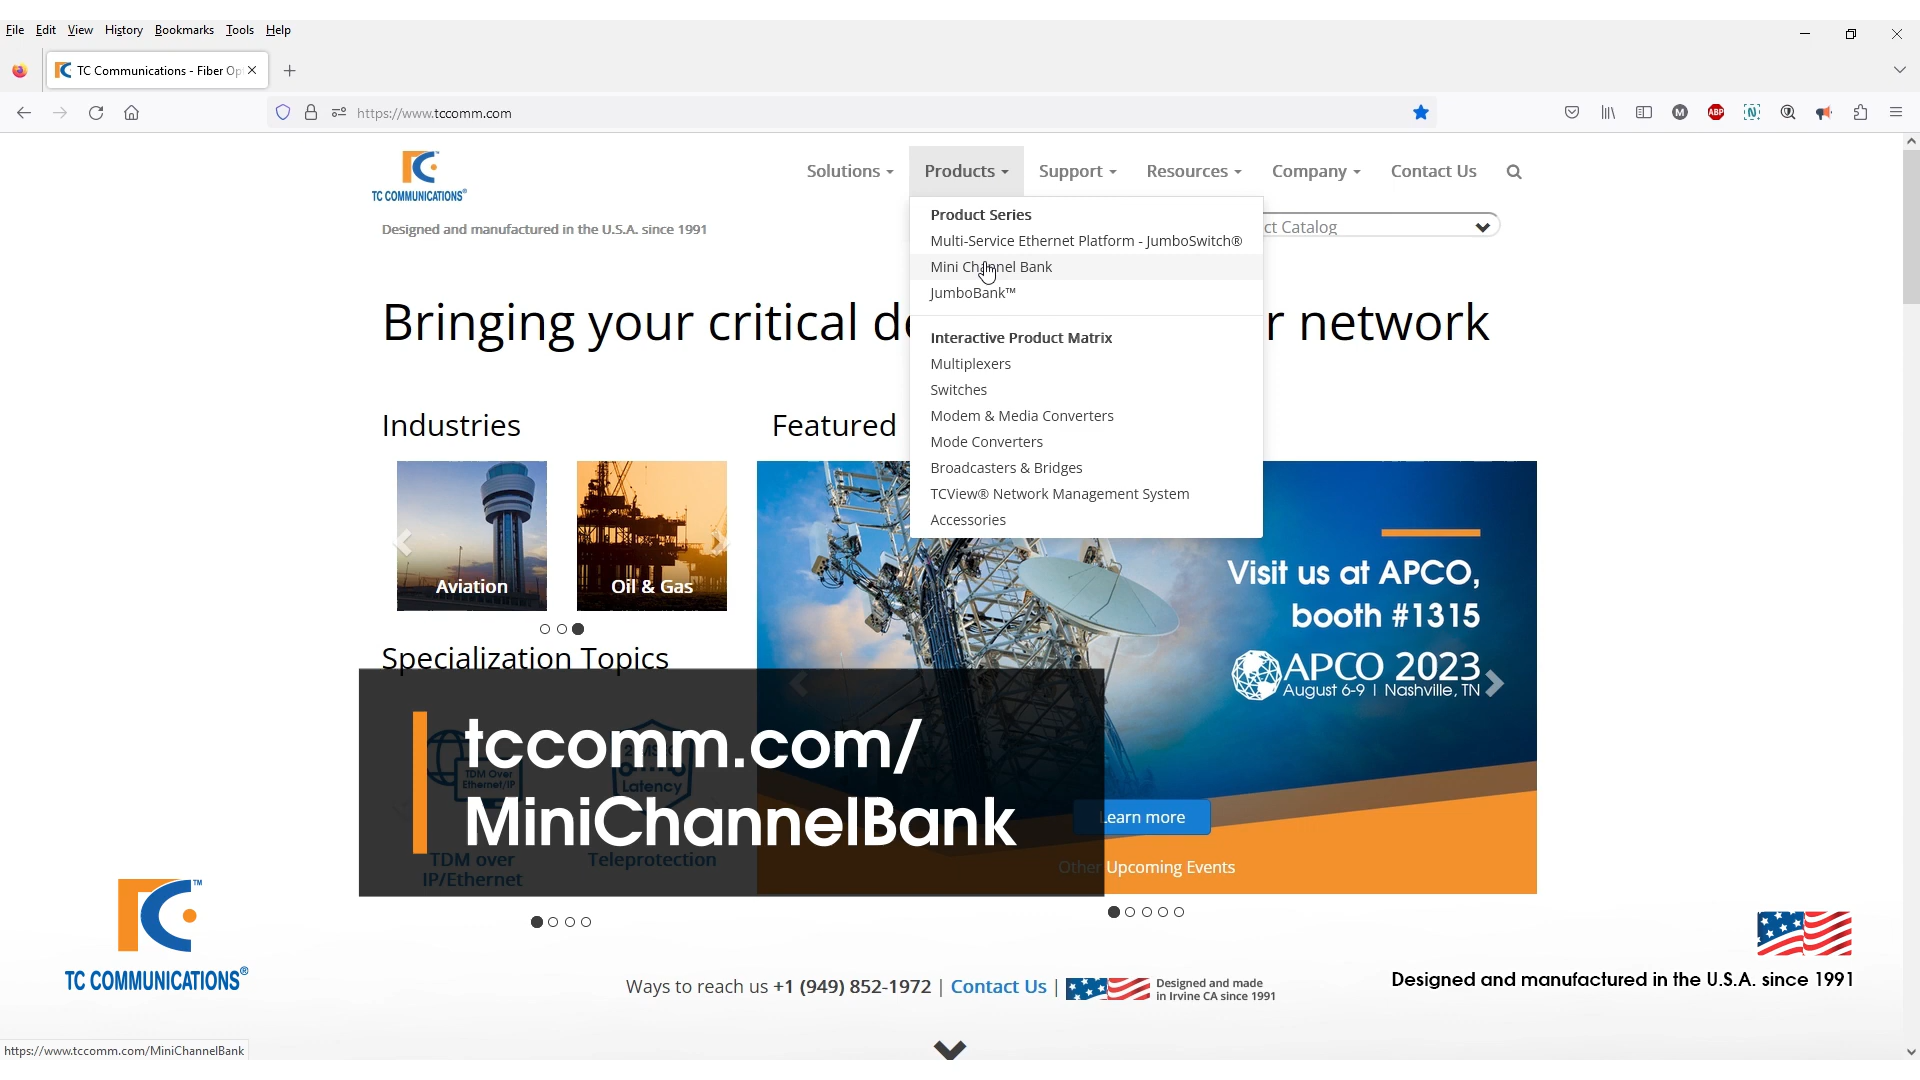 File Edit View History Bookmarks Tools Help
TC Communications - Fiber Op
https://www.tccomm.com
TC COMMUNICATIONS®
Solutions Products Support Resources Company Contact Us
Designed and manufactured in the U.S.A. since 1991
ct Catalog
Product Series
Multi-Service Ethernet Platform - JumboSwitch®
Mini Channel Bank
JumboBank™
Interactive Product Matrix
Multiplexers
Switches
Modem & Media Converters
Mode Converters
Broadcasters & Bridges
TCView® Network Management System
Accessories
Bringing your critical d r network
Industries
Featured
Aviation
Oil & Gas
Visit us at APCO,
booth #1315
APCO 2023
August 6-9 | Nashville, TN
Specialization Topics
tccomm.com/
MiniChannelBank
TDM Over
Ethernet/IP
Latency
TDM over
IP/Ethernet
Teleprotection
Learn more
Other Upcoming Events
TC COMMUNICATIONS®
Ways to reach us +1 (949) 852-1972 | Contact Us |
Designed and made
in Irvine CA since 1991
Designed and manufactured in the U.S.A. since 1991
https://www.tccomm.com/MiniChannelBank